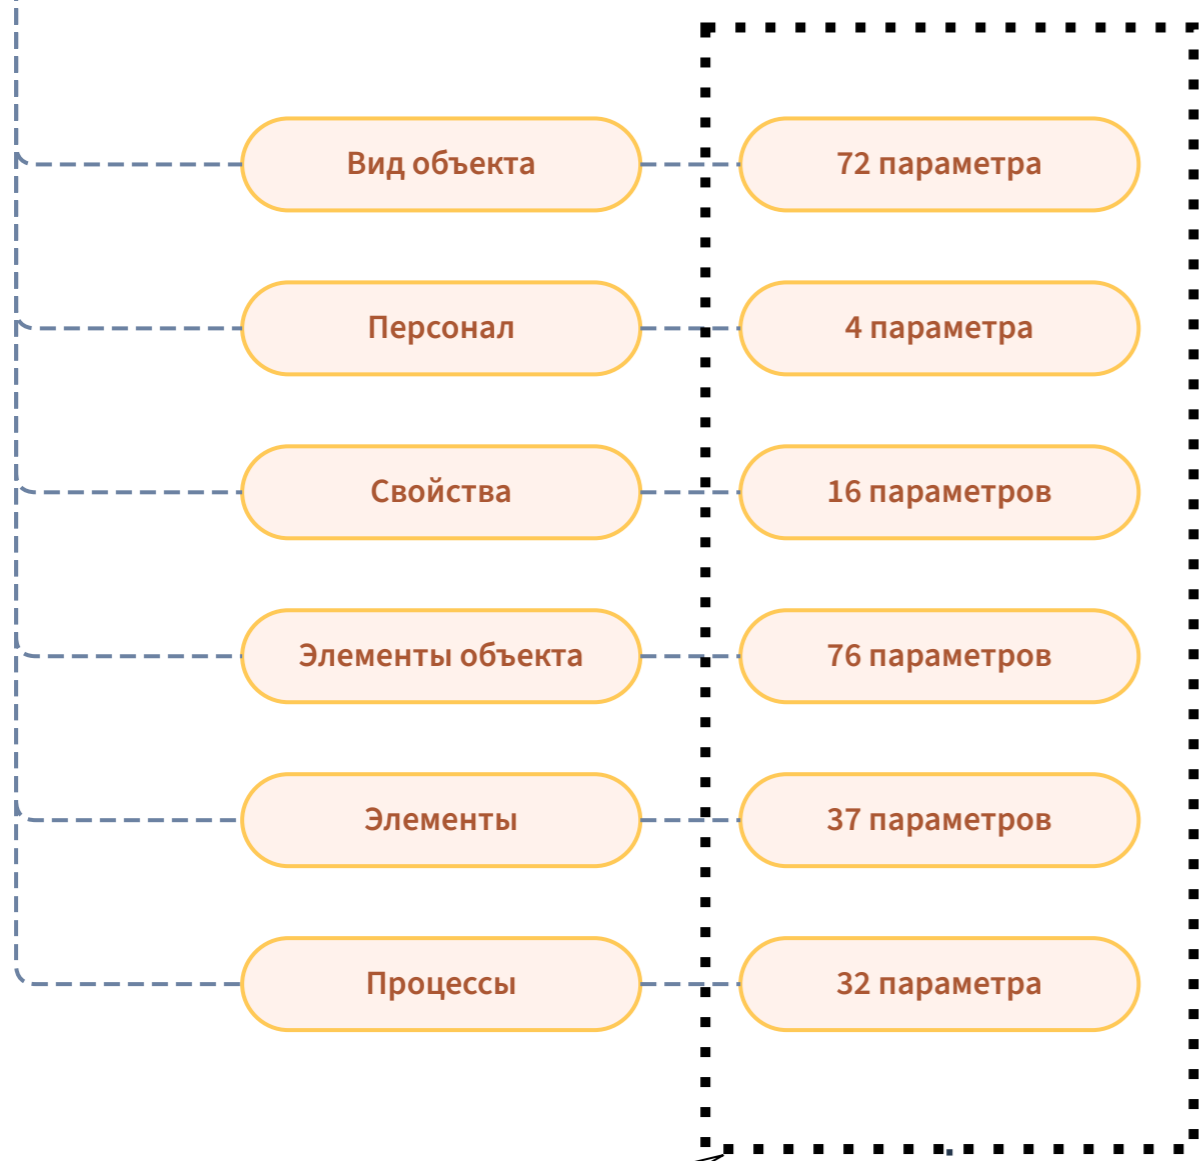 Вид объекта
72 параметра
Персонал
4 параметра
Свойства
16 параметров
Элементы объекта
76 параметров
Элементы
37 параметров
Процессы
32 параметра